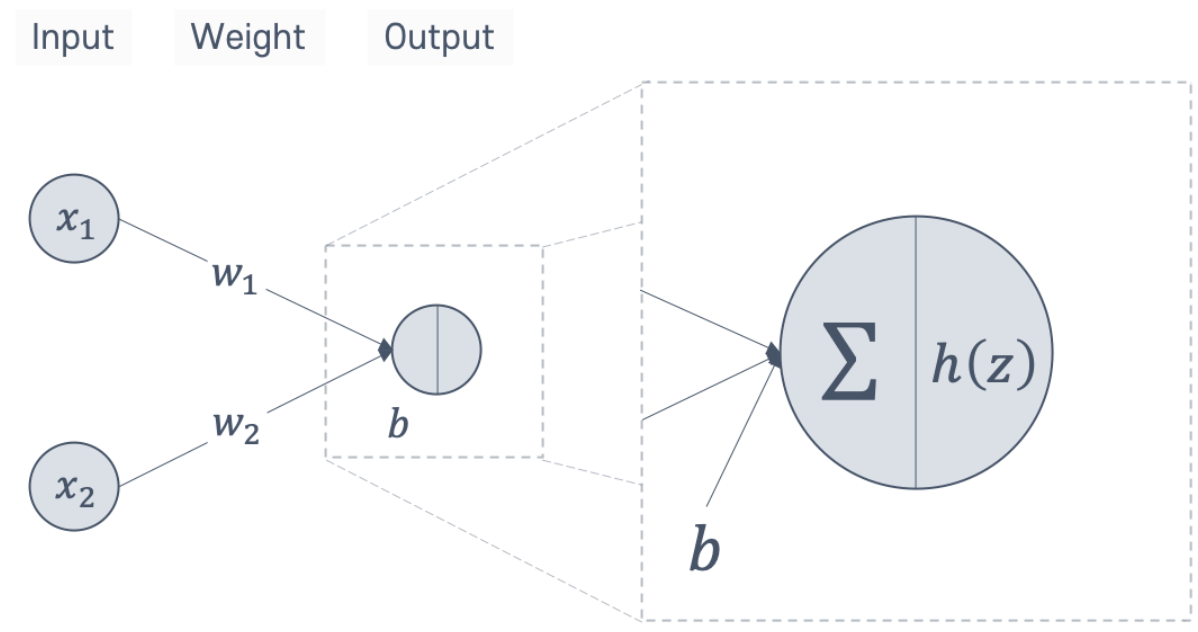 Input Weight Output
x₁
w₁
Σ h(z)
w₂
b
x₂
b